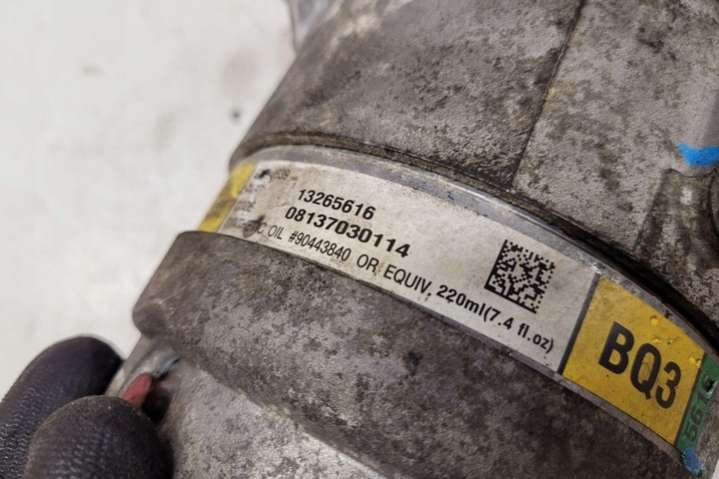 13265616
08137030114
OIL #90443840 OR EQUIV. 220ml(7.4 fl.oz)
BQ3